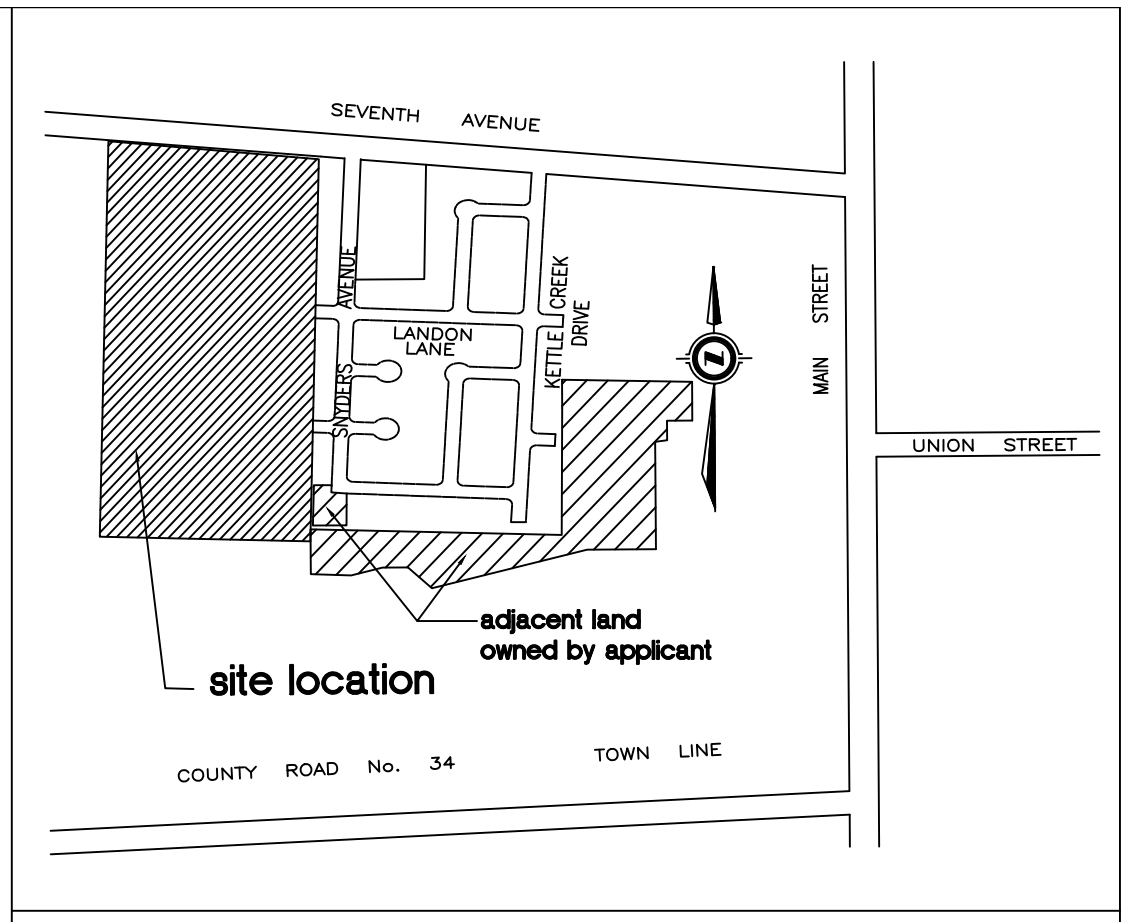 SEVENTH AVENUE
SNYDERS AVENUE
LANDON
LANE
KETTLE CREEK
DRIVE
MAIN STREET
N
UNION STREET
adjacent land
owned by applicant
site location
COUNTY ROAD No. 34 TOWN LINE